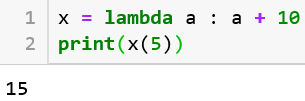 1 x = lambda a : a + 10
2 print(x(5))
15